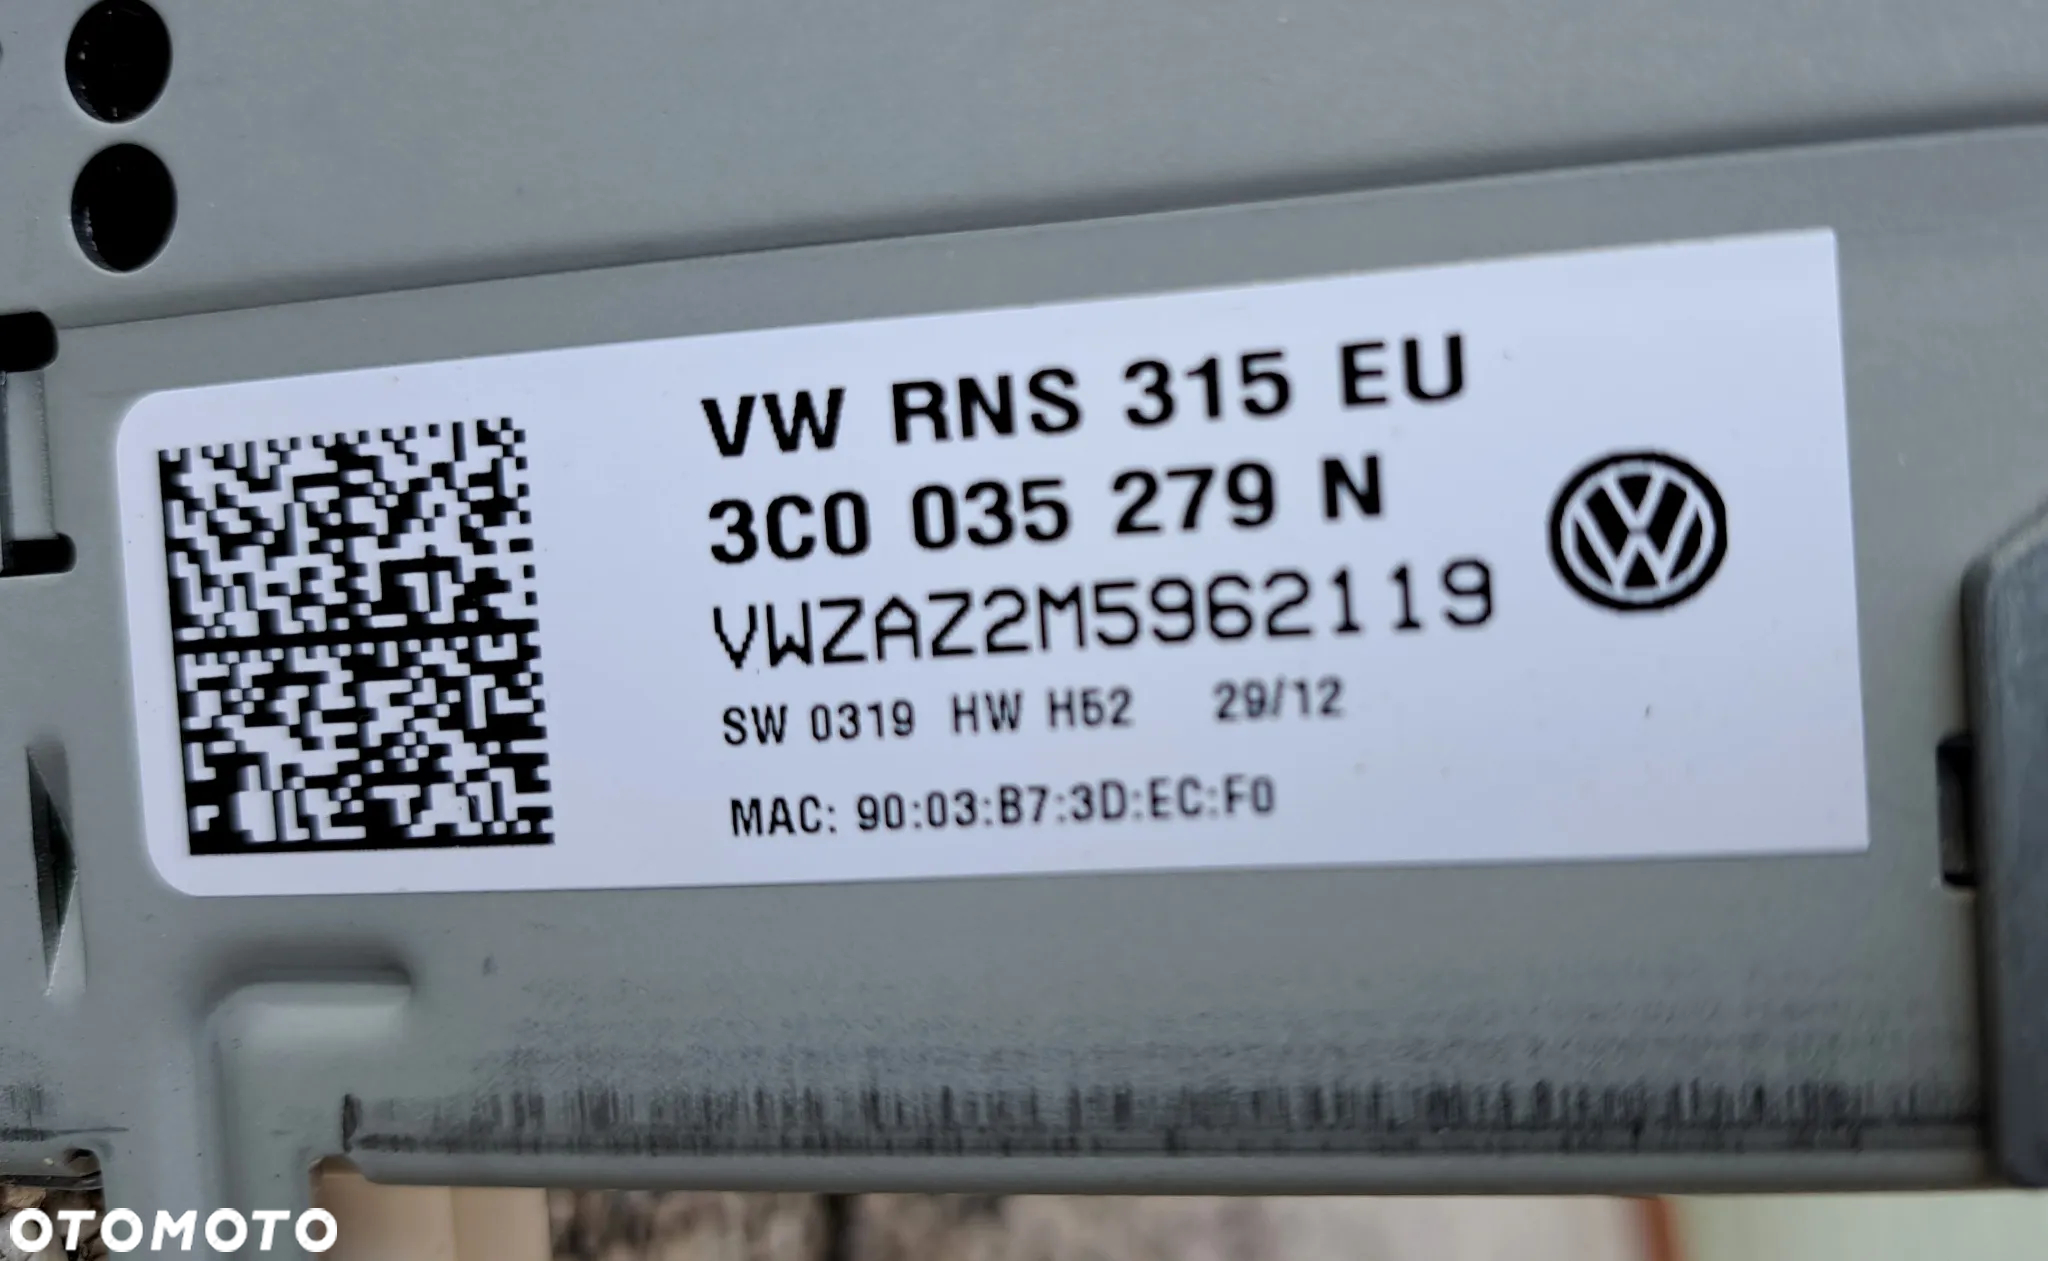 VW RNS 315 EU
3C0 035 279 N
VWZAZ2M5962119
SW 0319 HW H52 29/12
MAC: 90:03:B7:3D:EC:F0
OTOMOTO